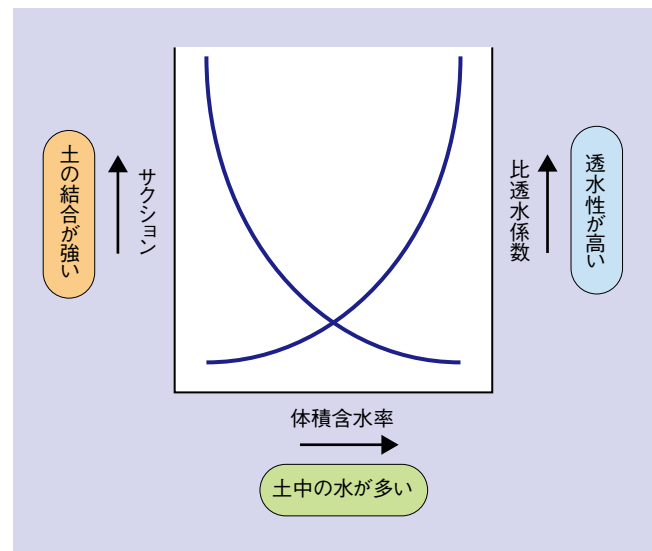 土の結合が強い
サクション
比透水係数
透水性が高い
体積含水率
土中の水が多い